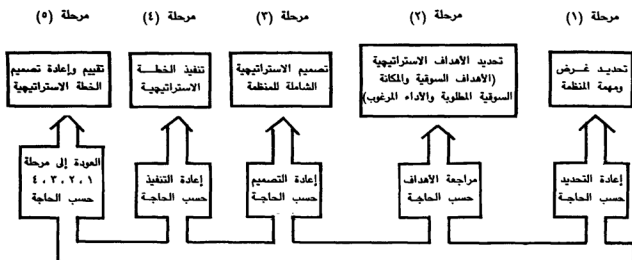 مرحلة (١)
تحديد غرض
ومهمة المنظمة
إعادة التحديد
حسب الحاجة
مرحلة (٢)
تحديد الأهداف الاستراتيجية
(الأهداف السوقية والمكانة
السوقية المطلوبة والأداء المرغوب)
مراجعة الأهداف
حسب الحاجة
مرحلة (٣)
تصميم الاستراتيجية
الشاملة للمنظمة
إعادة التصميم
حسب الحاجة
مرحلة (٤)
تنفيذ الخطة
الاستراتيجية
إعادة التنفيذ
حسب الحاجة
مرحلة (٥)
تقييم وإعادة تصميم
الخطة الاستراتيجية
العودة إلى مرحلة
١، ٢، ٣، ٤
حسب الحاجة